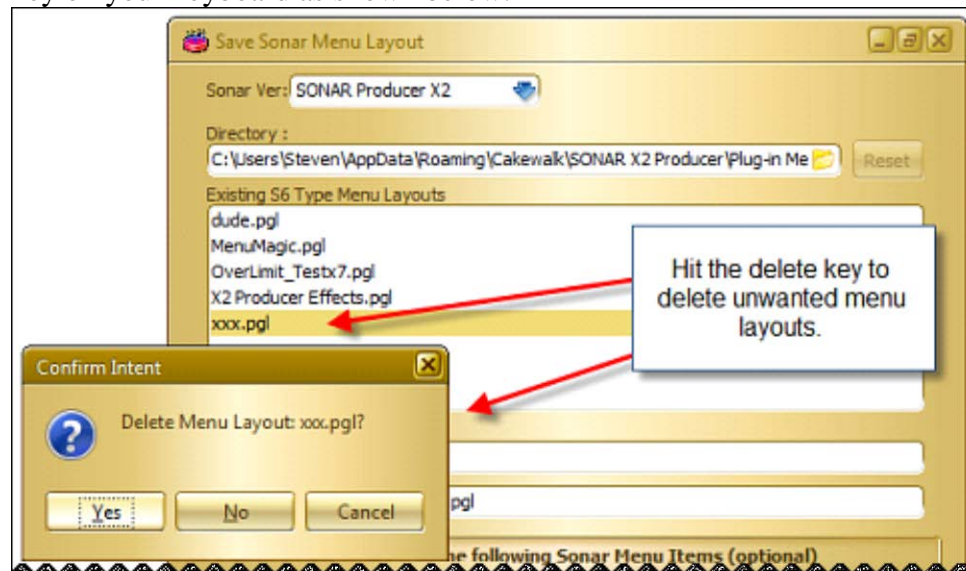 Save Sonar Menu Layout
Sonar Ver: SONAR Producer X2
Directory :
C:\Users\Steven\AppData\Roaming\Cakewalk\SONAR X2 Producer\Plug-in Me
Reset
Existing S6 Type Menu Layouts
dude.pgl
MenuMagic.pgl
OverLimit_Testx7.pgl
X2 Producer Effects.pgl
xxx.pgl
Hit the delete key to
delete unwanted menu
layouts.
Confirm Intent
Delete Menu Layout: xxx.pgl?
Yes No Cancel
.pgl
following Sonar Menu Items (optional)